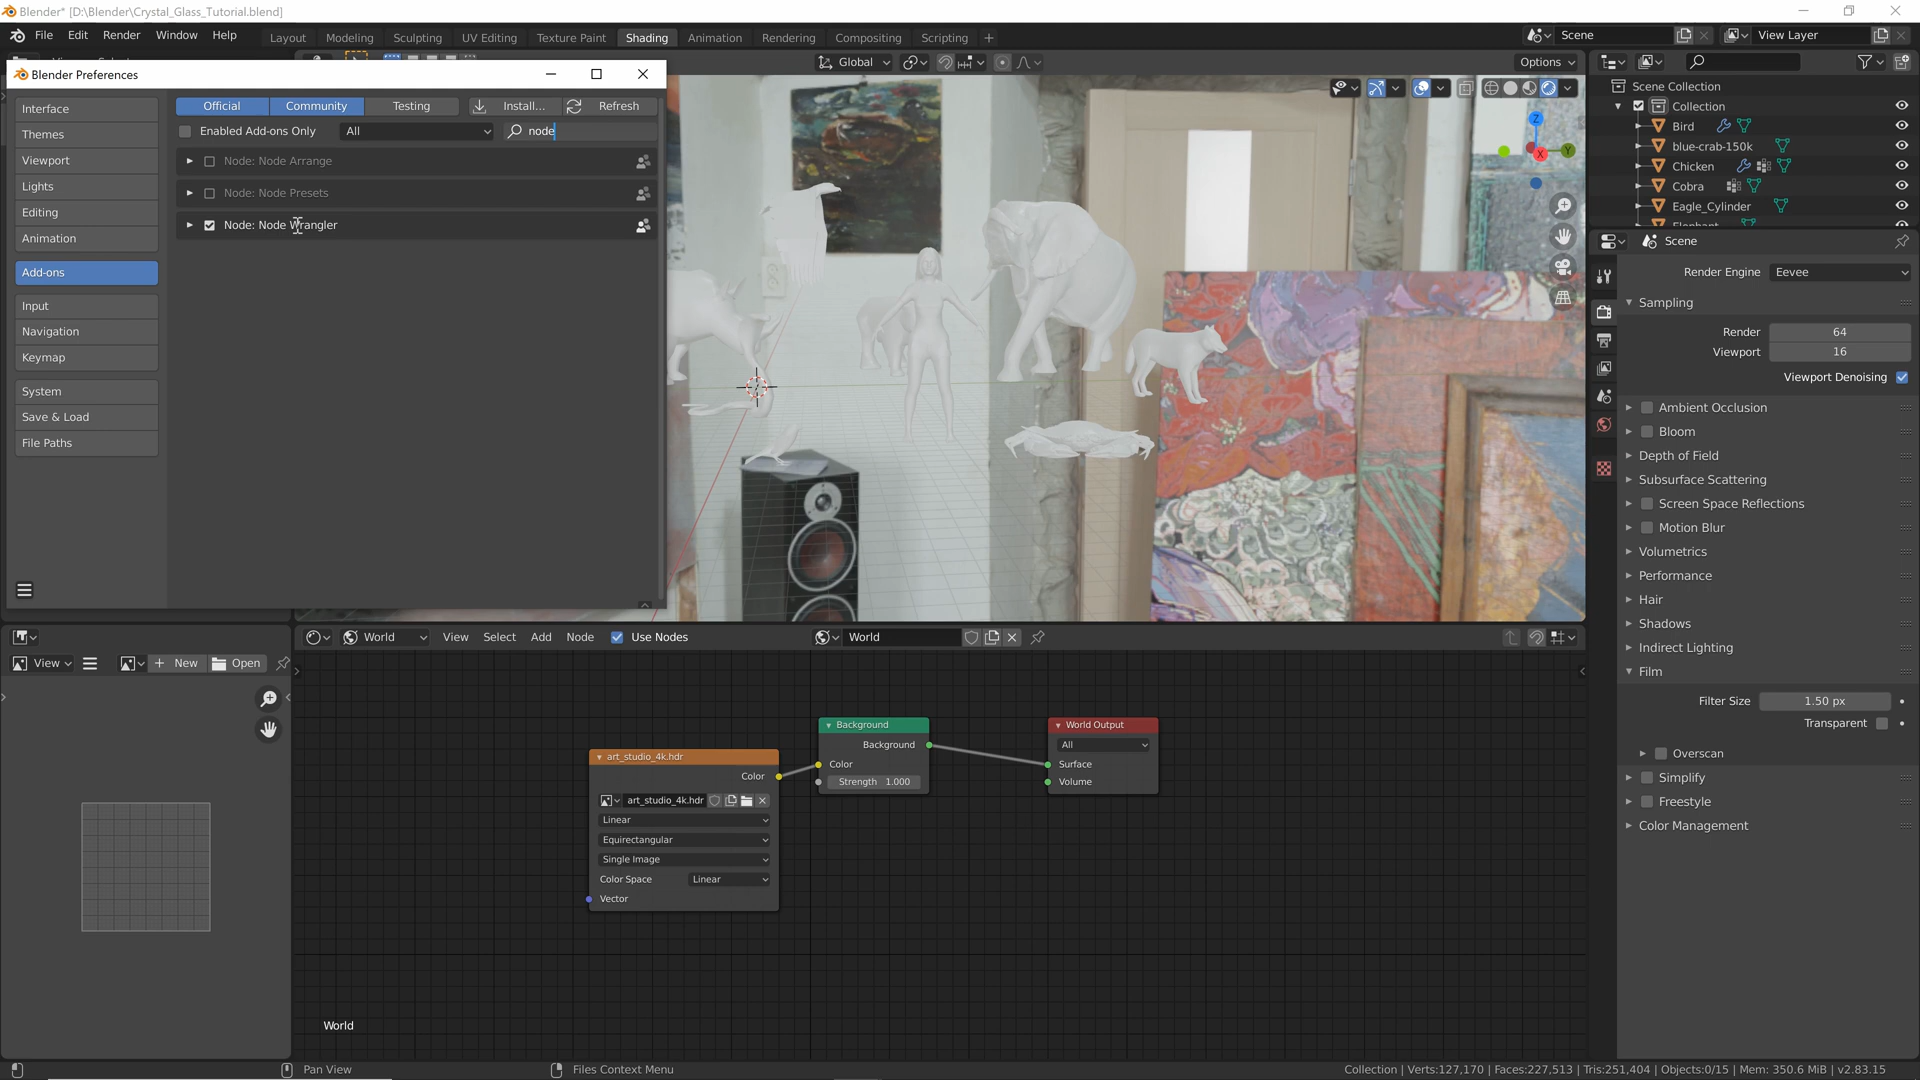 Blender* [D:\Blender\Crystal_Glass_Tutorial.blend]
File Edit Render Window Help
Layout Modeling Sculpting UV Editing Texture Paint Shading Animation Rendering Compositing Scripting
Scene
View Layer
Global
Options
Blender Preferences
Interface
Themes
Viewport
Lights
Editing
Animation
Add-ons
Input
Navigation
Keymap
System
Save & Load
File Paths
Official Community Testing Install... Refresh
Enabled Add-ons Only All node
Node: Node Arrange
Node: Node Presets
Node: Node Wrangler
Z
X
Y
Scene Collection
Collection
Bird
blue-crab-150k
Chicken
Cobra
Eagle_Cylinder
Elephant
Scene
Render Engine Eevee
Sampling
Render 64
Viewport 16
Viewport Denoising
Ambient Occlusion
Bloom
Depth of Field
Subsurface Scattering
Screen Space Reflections
Motion Blur
Volumetrics
Performance
Hair
Shadows
Indirect Lighting
Film
Filter Size 1.50 px
Transparent
Overscan
Simplify
Freestyle
Color Management
View New Open
World View Select Add Node Use Nodes World
art_studio_4k.hdr
Color
art_studio_4k.hdr
Linear
Equirectangular
Single Image
Color Space Linear
Vector
Background
Background
Color
Strength 1.000
World Output
All
Surface
Volume
World
Pan View
Files Context Menu
Collection | Verts:127,170 | Faces:227,513 | Tris:251,404 | Objects:0/15 | Mem: 350.6 MiB | v2.83.15